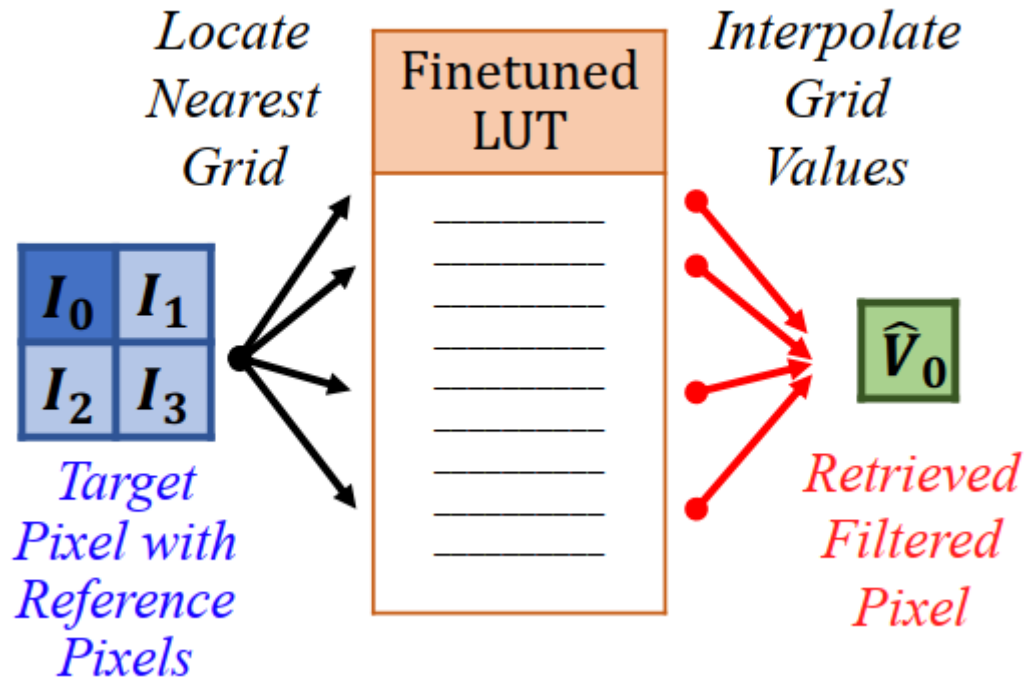 Locate
Nearest
Grid
Finetuned
LUT
Interpolate
Grid
Values
I₀ I₁
I₂ I₃
V̂₀
Target
Pixel with
Reference
Pixels
Retrieved
Filtered
Pixel